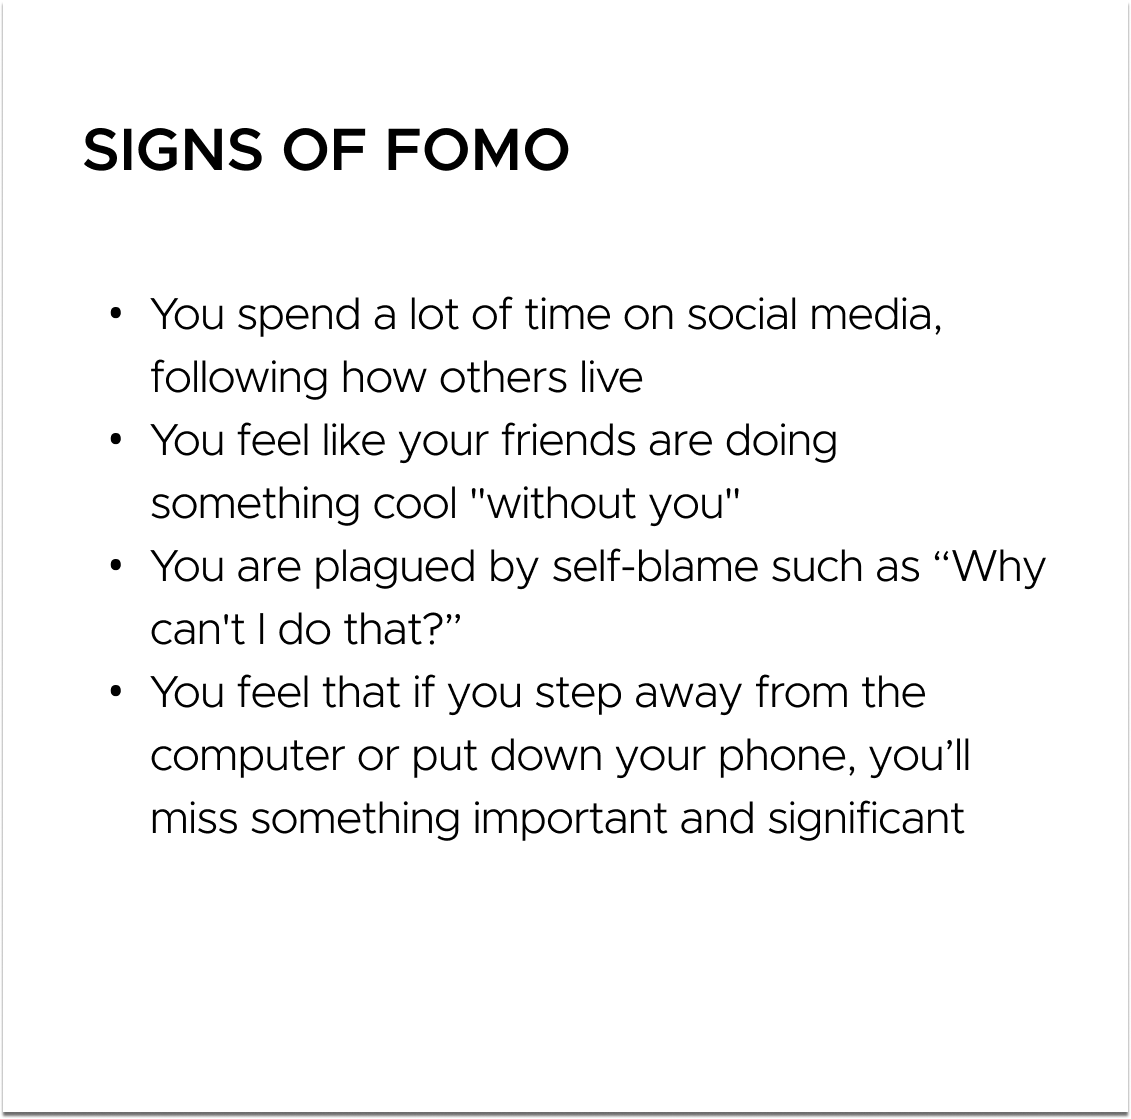 SIGNS OF FOMO
• You spend a lot of time on social media,
following how others live
• You feel like your friends are doing
something cool "without you"
• You are plagued by self-blame such as “Why
can't I do that?”
• You feel that if you step away from the
computer or put down your phone, you’ll
miss something important and significant